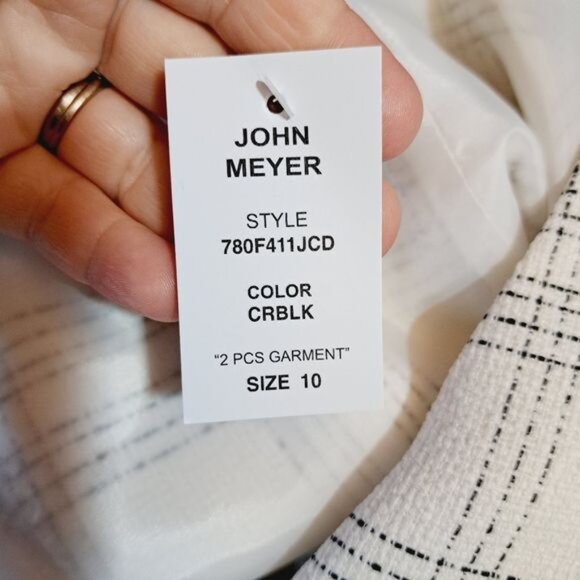 JOHN
MEYER
STYLE
780F411JCD
COLOR
CRBLK
"2 PCS GARMENT"
SIZE 10